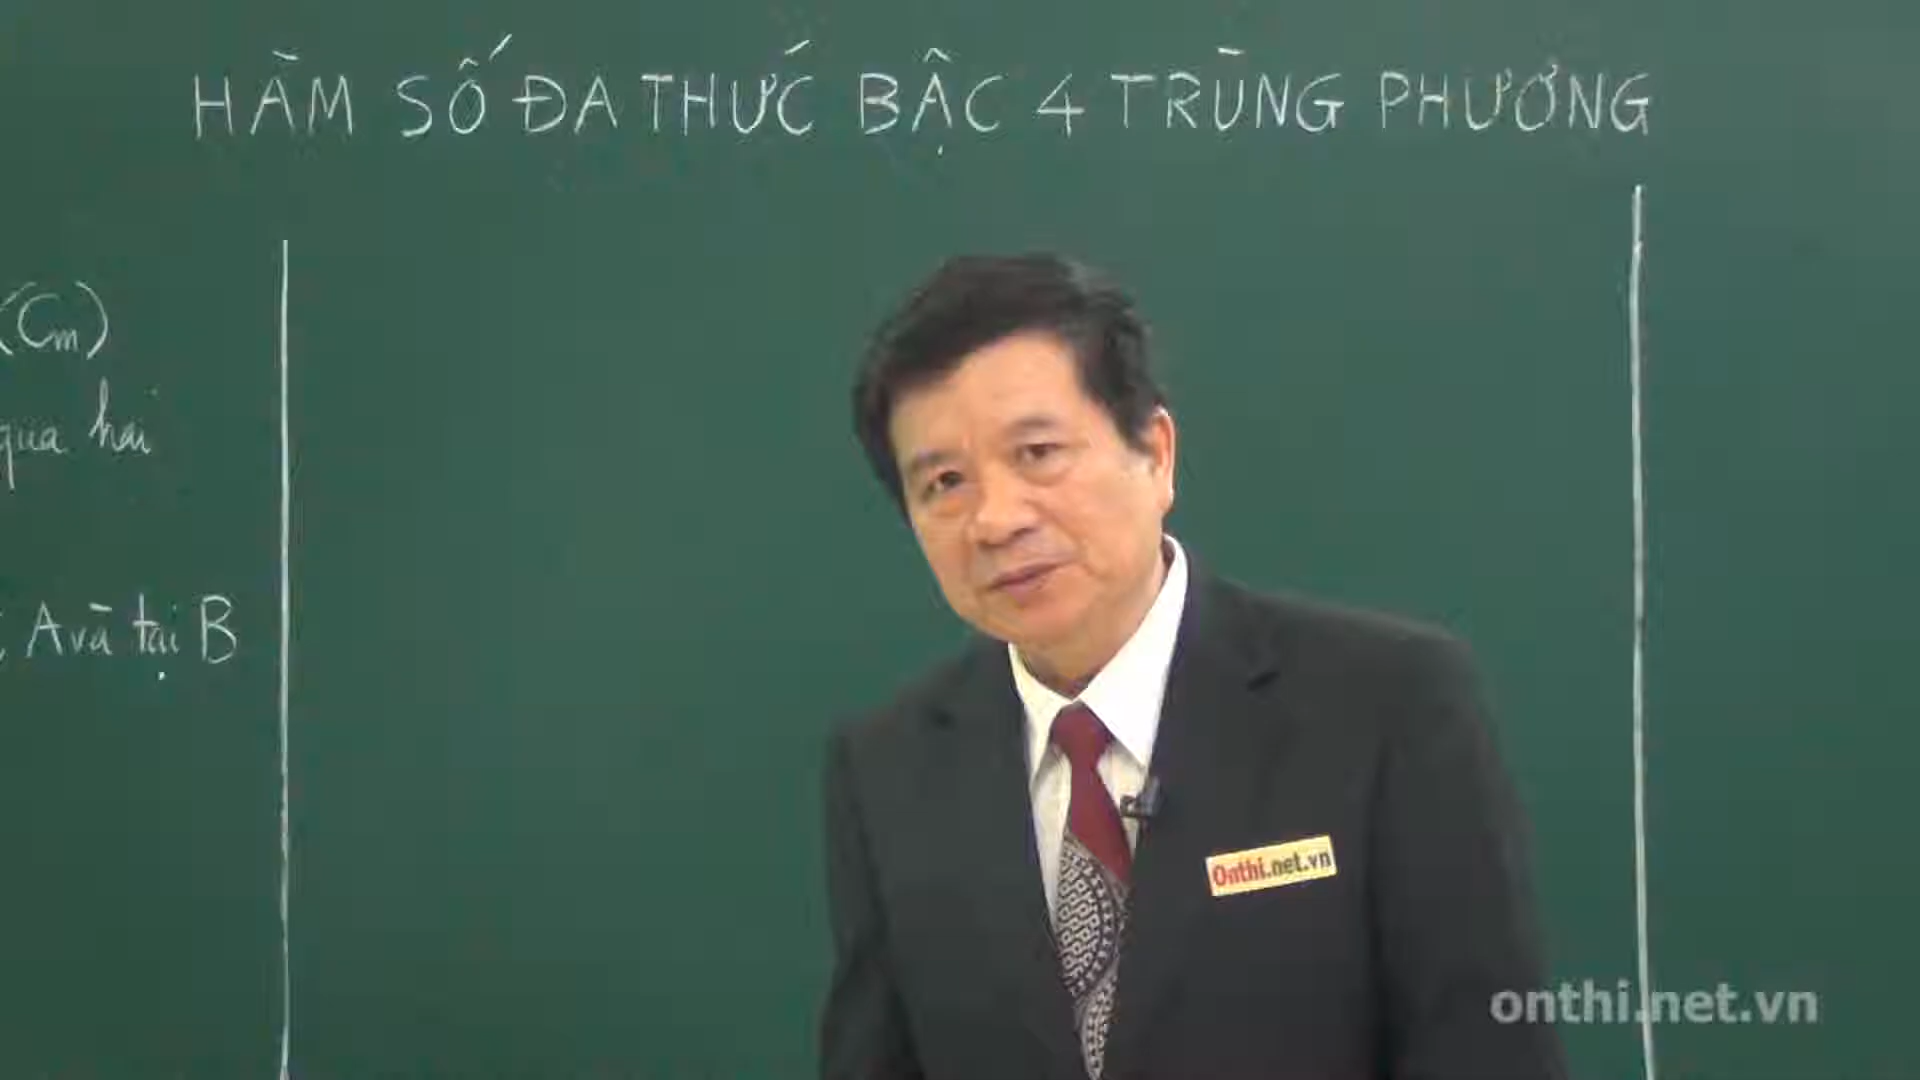 HÀM SỐ ĐA THỨC BẬC 4 TRÙNG PHƯƠNG
(Cm)
qua hai
A và tại B
Onthi.net.vn
onthi.net.vn